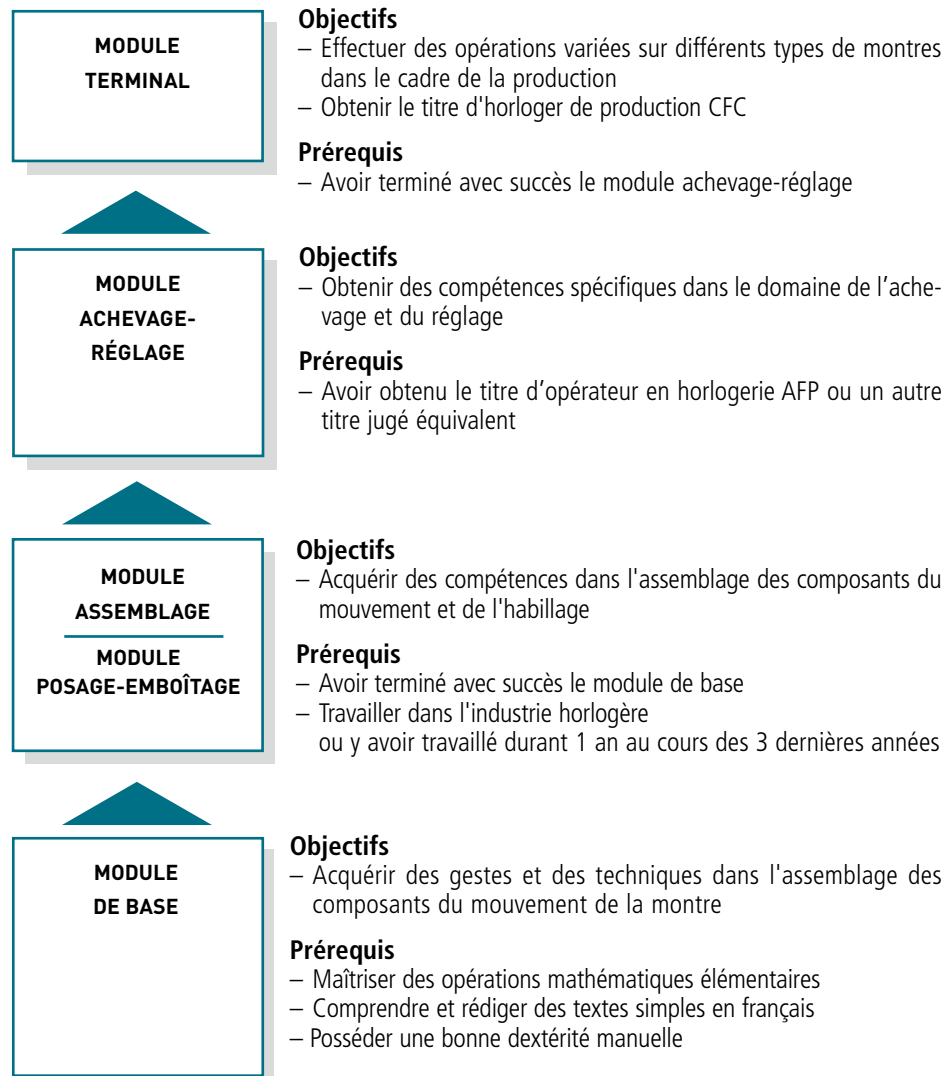 MODULE
TERMINAL
Objectifs
– Effectuer des opérations variées sur différents types de montres
dans le cadre de la production
– Obtenir le titre d'horloger de production CFC
Prérequis
– Avoir terminé avec succès le module achevage-réglage
MODULE
ACHEVAGE-
RÉGLAGE
Objectifs
– Obtenir des compétences spécifiques dans le domaine de l’ache-
vage et du réglage
Prérequis
– Avoir obtenu le titre d’opérateur en horlogerie AFP ou un autre
titre jugé équivalent
MODULE
ASSEMBLAGE
MODULE
POSAGE-EMBOÎTAGE
Objectifs
– Acquérir des compétences dans l'assemblage des composants du
mouvement et de l'habillage
Prérequis
– Avoir terminé avec succès le module de base
– Travailler dans l'industrie horlogère
ou y avoir travaillé durant 1 an au cours des 3 dernières années
MODULE
DE BASE
Objectifs
– Acquérir des gestes et des techniques dans l'assemblage des
composants du mouvement de la montre
Prérequis
– Maîtriser des opérations mathématiques élémentaires
– Comprendre et rédiger des textes simples en français
– Posséder une bonne dextérité manuelle